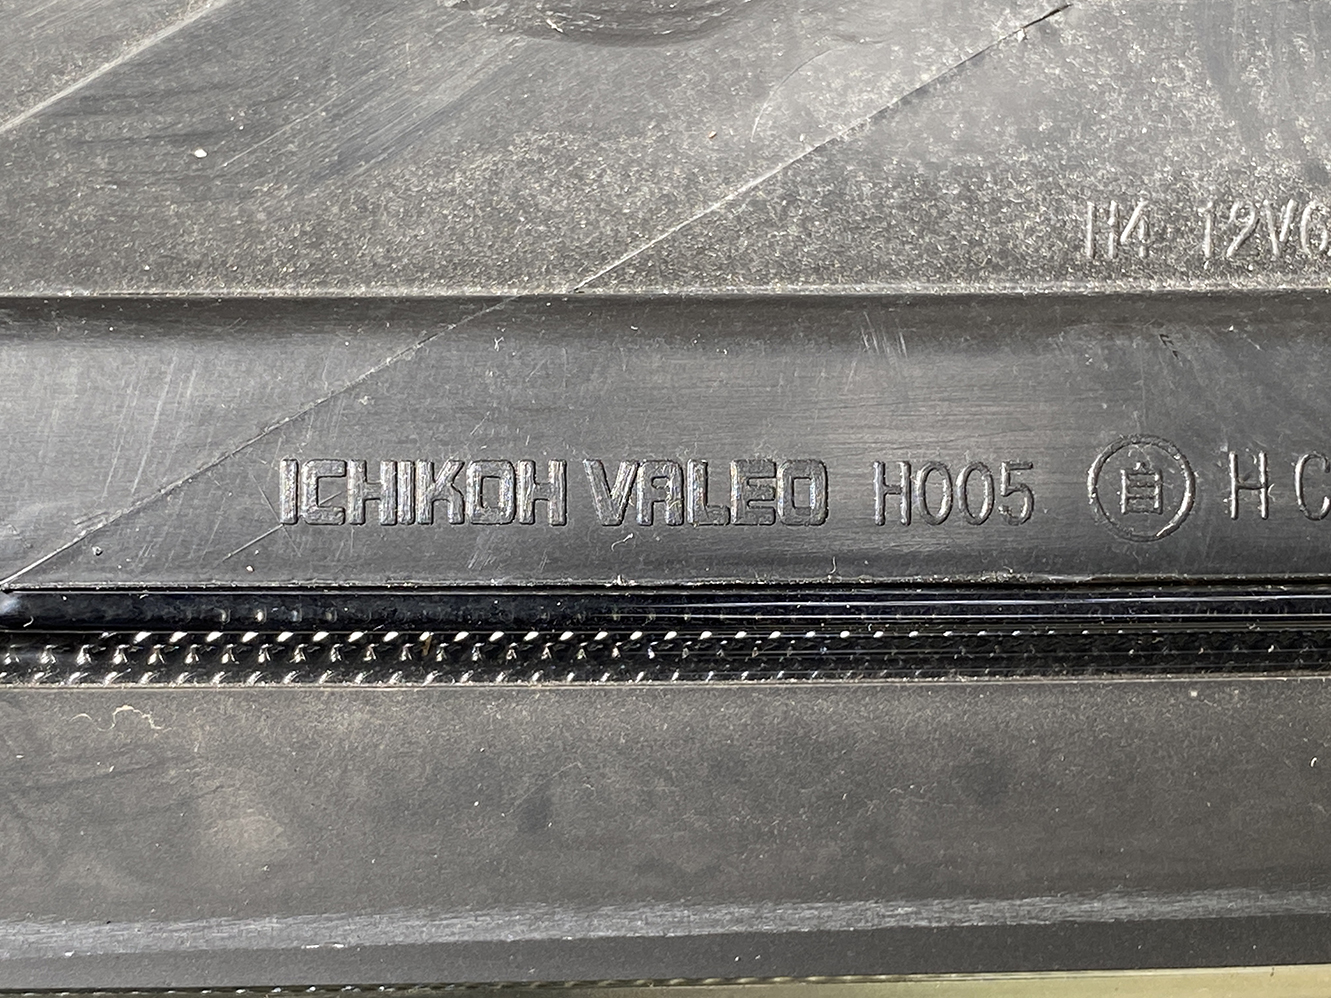 H4 12V6
ICHIKOH VALEO H005 自 H C